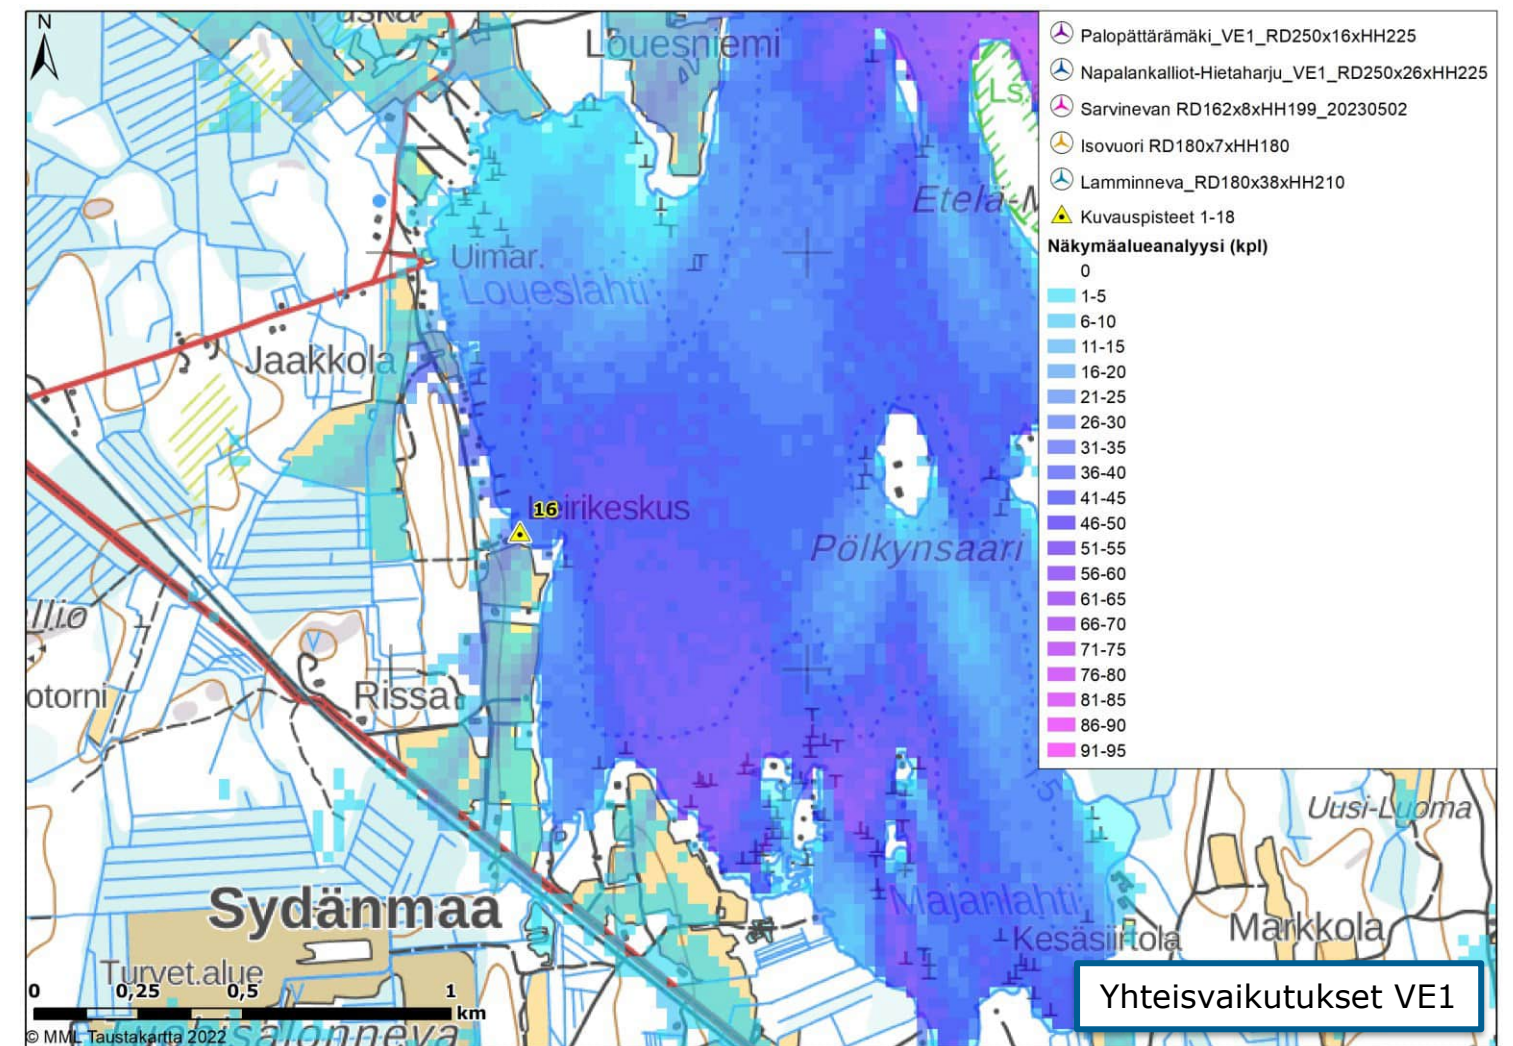 N
Louesniemi
Ls.
Etelä-M
Uimar.
Loueslahti
Jaakkola
16
Leirikeskus
Pölkynsaari
llio
otorni
Rissa
Uusi-Luoma
Sydänmaa
Majanlahti
Kesäsiirtola
Markkola
Turvet.alue
0 0,25 0,5 1
km
© MML Taustakartta 2022
Palopättärämäki_VE1_RD250x16xHH225
Napalankalliot-Hietaharju_VE1_RD250x26xHH225
Sarvinevan RD162x8xHH199_20230502
Isovuori RD180x7xHH180
Lamminneva_RD180x38xHH210
Kuvauspisteet 1-18
Näkymäalueanalyysi (kpl)
0
1-5
6-10
11-15
16-20
21-25
26-30
31-35
36-40
41-45
46-50
51-55
56-60
61-65
66-70
71-75
76-80
81-85
86-90
91-95
Yhteisvaikutukset VE1